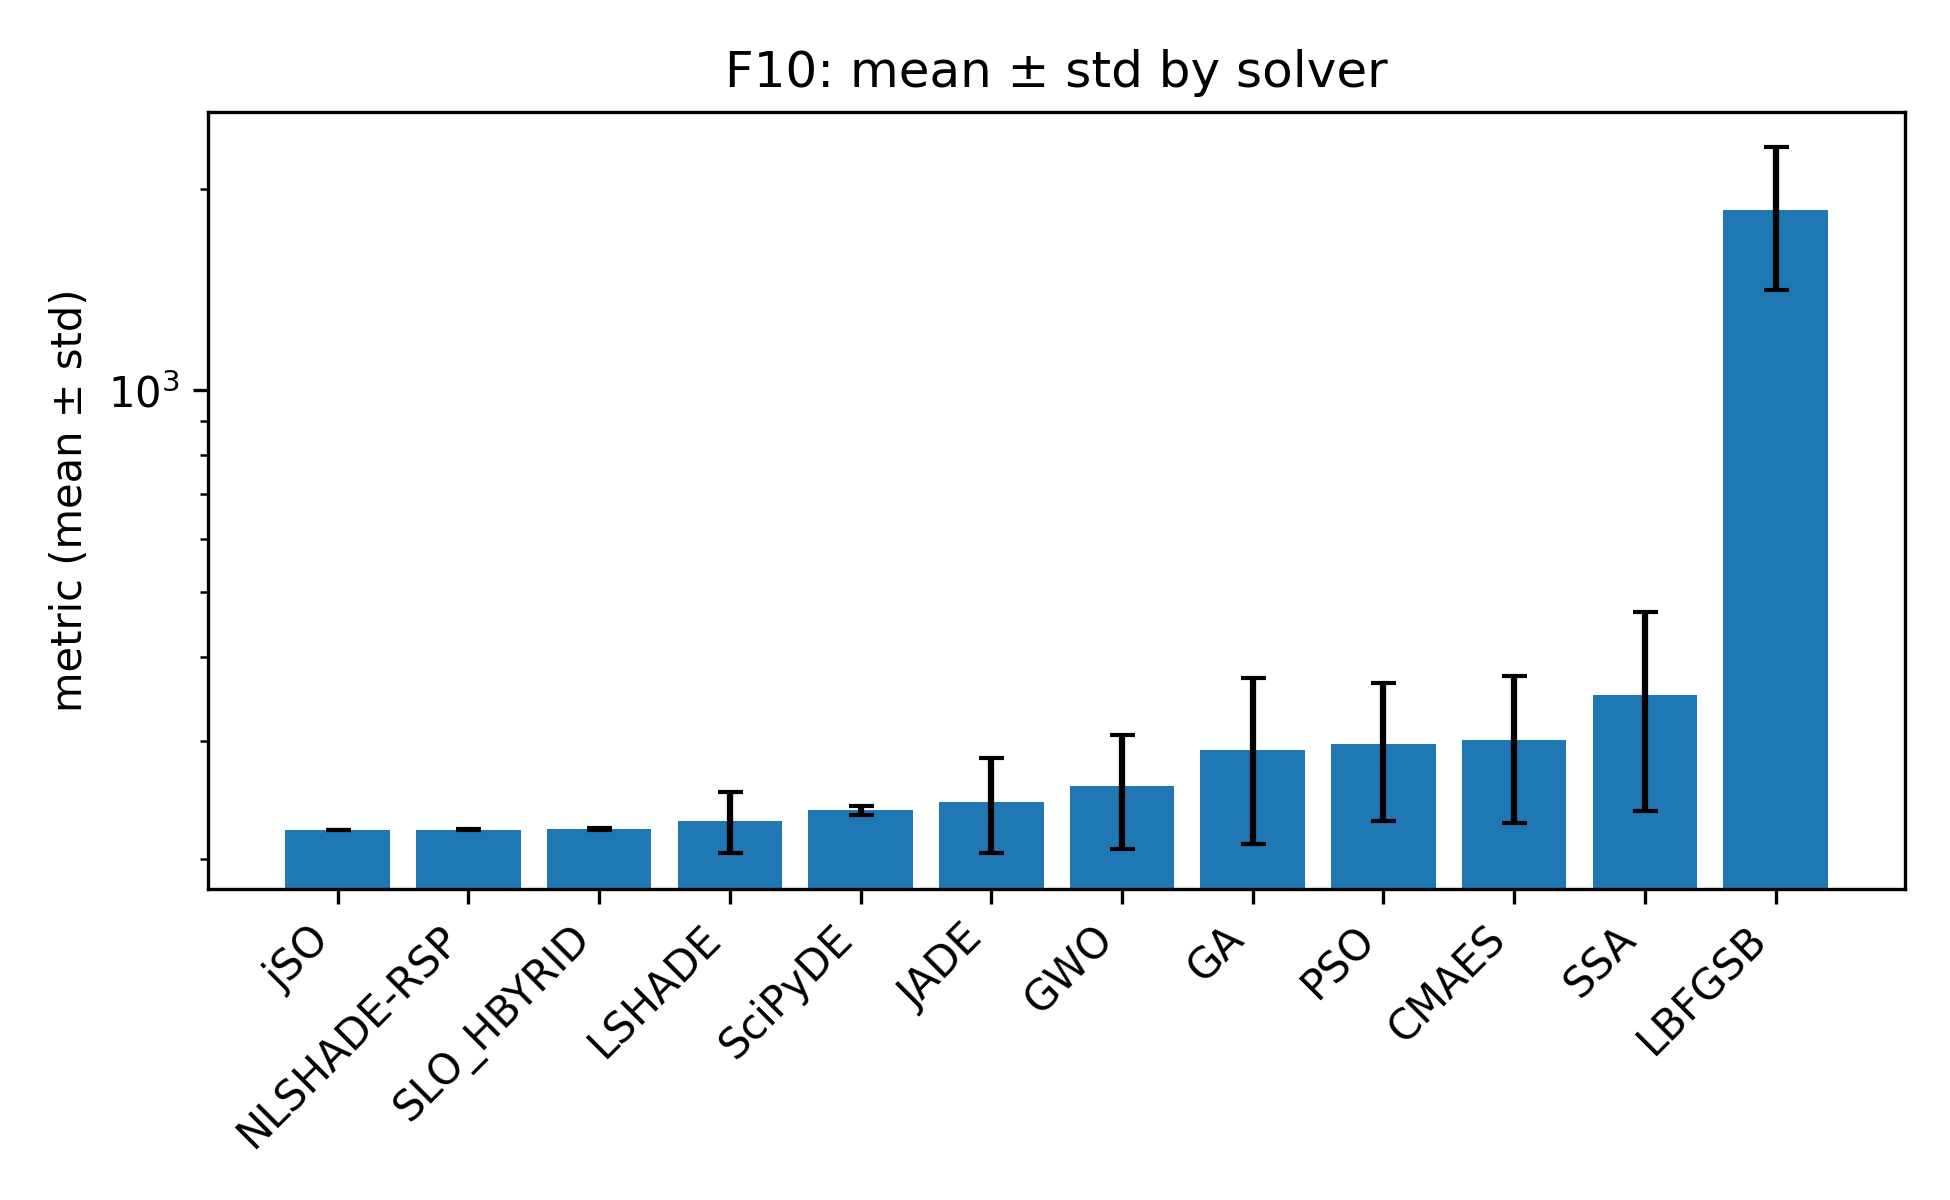 F10: mean ± std by solver
metric (mean ± std)
10³
jSO
NLSHADE-RSP
SLO_HBYRID
LSHADE
SciPyDE
JADE
GWO
GA
PSO
CMAES
SSA
LBFGSB